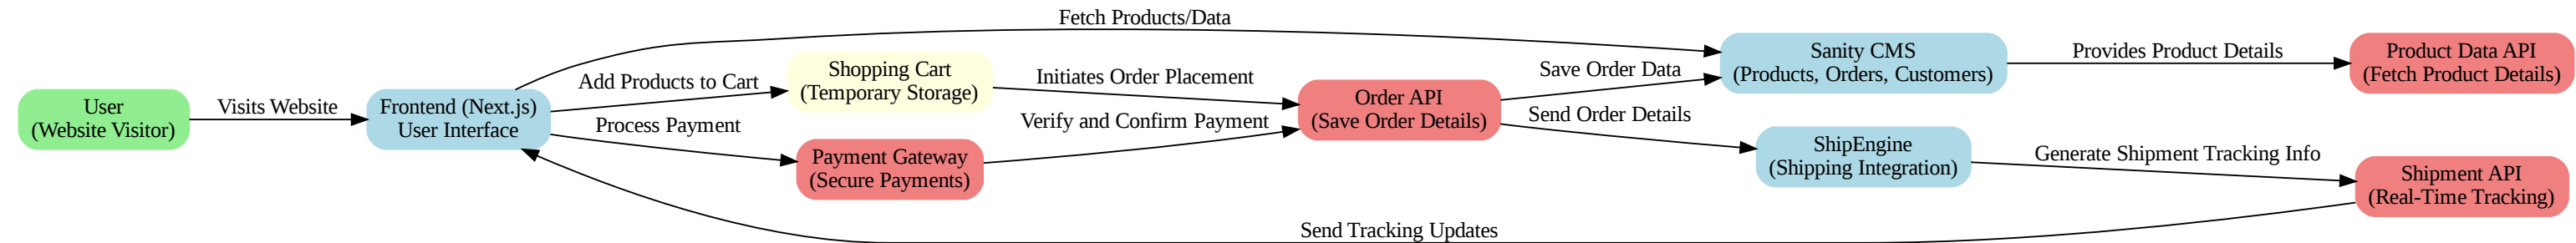 Fetch Products/Data
User
(Website Visitor)
Visits Website
Frontend (Next.js)
User Interface
Add Products to Cart
Process Payment
Shopping Cart
(Temporary Storage)
Payment Gateway
(Secure Payments)
Initiates Order Placement
Verify and Confirm Payment
Order API
(Save Order Details)
Save Order Data
Send Order Details
Sanity CMS
(Products, Orders, Customers)
ShipEngine
(Shipping Integration)
Provides Product Details
Generate Shipment Tracking Info
Product Data API
(Fetch Product Details)
Shipment API
(Real-Time Tracking)
Send Tracking Updates